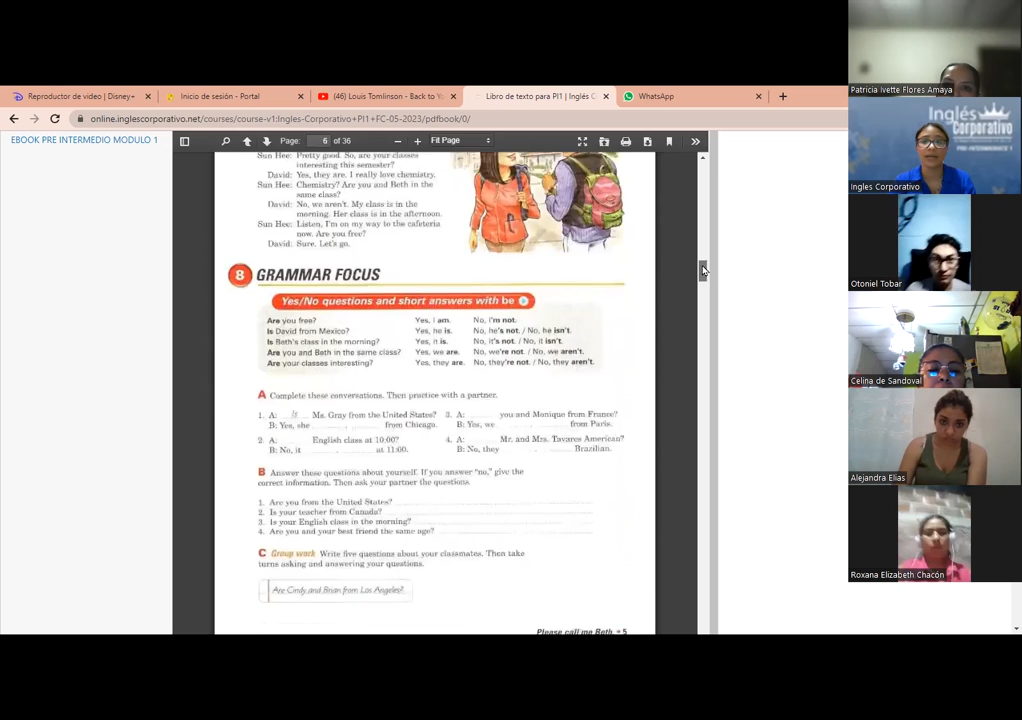 Reproductor de video | Disney+
Inicio de sesión - Portal
(46) Louis Tomlinson - Back to Yo
Libro de texto para PI1 | Inglés C
WhatsApp
online.inglescorporativo.net/courses/course-v1:Ingles-Corporativo+PI1+FC-05-2023/pdfbook/0/
EBOOK PRE INTERMEDIO MODULO 1
Page: 6 of 36
Fit Page
Sun Hee: Pretty good. So, are your classes
interesting this semester?
David: Yes, they are. I really love chemistry.
Sun Hee: Chemistry? Are you and Beth in the
same class?
David: No, we aren't. My class is in the
morning. Her class is in the afternoon.
Sun Hee: Listen, I'm on my way to the cafeteria
now. Are you free?
David: Sure. Let's go.
8 GRAMMAR FOCUS
Yes/No questions and short answers with be
Are you free? Yes, I am. No, I'm not.
Is David from Mexico? Yes, he is. No, he's not. / No, he isn't.
Is Beth's class in the morning? Yes, it is. No, it's not. / No, it isn't.
Are you and Beth in the same class? Yes, we are. No, we're not. / No, we aren't.
Are your classes interesting? Yes, they are. No, they're not. / No, they aren't.
A Complete these conversations. Then practice with a partner.
1. A: Is Ms. Gray from the United States?
B: Yes, she from Chicago.
2. A: English class at 10:00?
B: No, it at 11:00.
3. A: you and Monique from France?
B: Yes, we from Paris.
4. A: Mr. and Mrs. Tavares American?
B: No, they Brazilian.
B Answer these questions about yourself. If you answer "no," give the
correct information. Then ask your partner the questions.
1. Are you from the United States?
2. Is your teacher from Canada?
3. Is your English class in the morning?
4. Are you and your best friend the same age?
C Group work Write five questions about your classmates. Then take
turns asking and answering your questions.
Are Cindy and Brian from Los Angeles?
Please call me Beth. • 5
Patricia Ivette Flores Amaya
Inglés
Corporativo
PRE-INTERMEDIATE 1
Ingles Corporativo
Otoniel Tobar
Celina de Sandoval
Alejandra Elias
Roxana Elizabeth Chacón